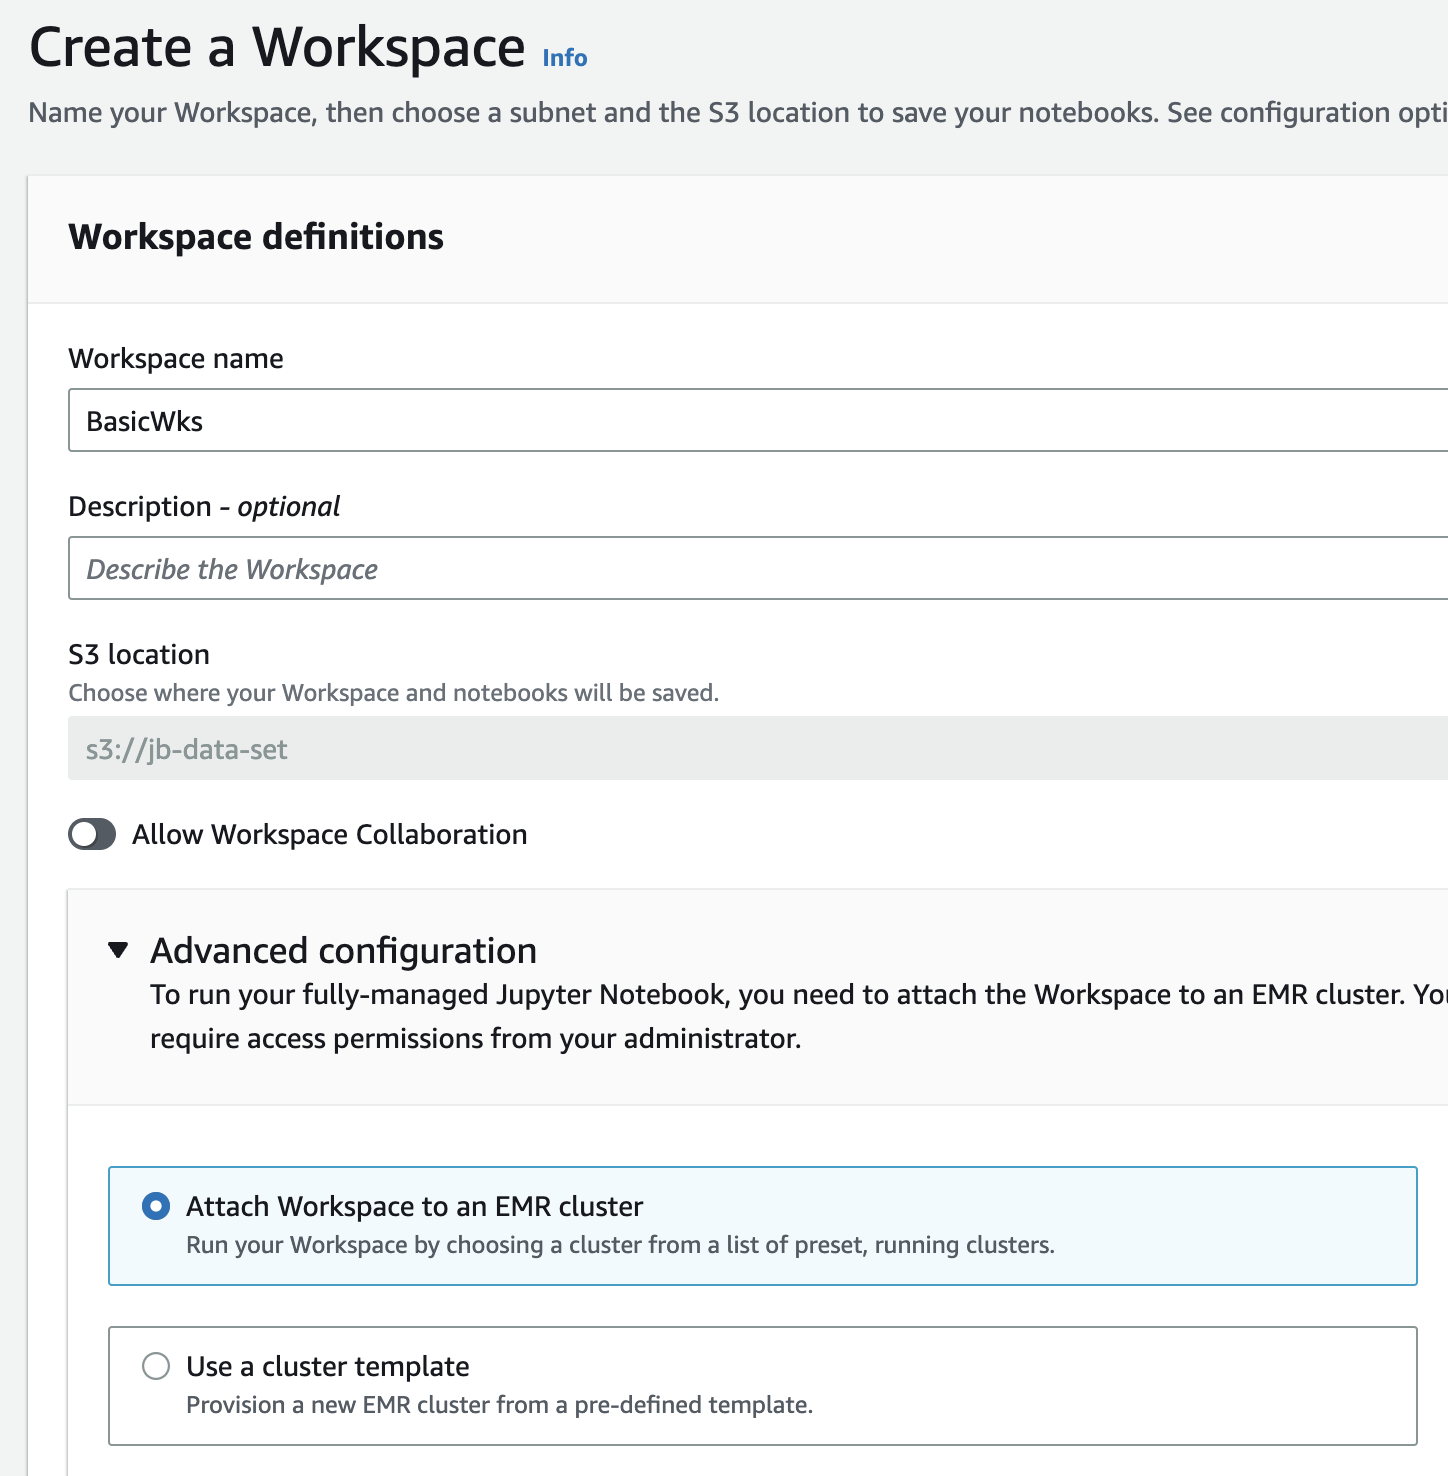 Create a Workspace Info
Name your Workspace, then choose a subnet and the S3 location to save your notebooks. See configuration opti
Workspace definitions
Workspace name
BasicWks
Description - optional
Describe the Workspace
S3 location
Choose where your Workspace and notebooks will be saved.
s3://jb-data-set
Allow Workspace Collaboration
Advanced configuration
To run your fully-managed Jupyter Notebook, you need to attach the Workspace to an EMR cluster. You
require access permissions from your administrator.
Attach Workspace to an EMR cluster
Run your Workspace by choosing a cluster from a list of preset, running clusters.
Use a cluster template
Provision a new EMR cluster from a pre-defined template.